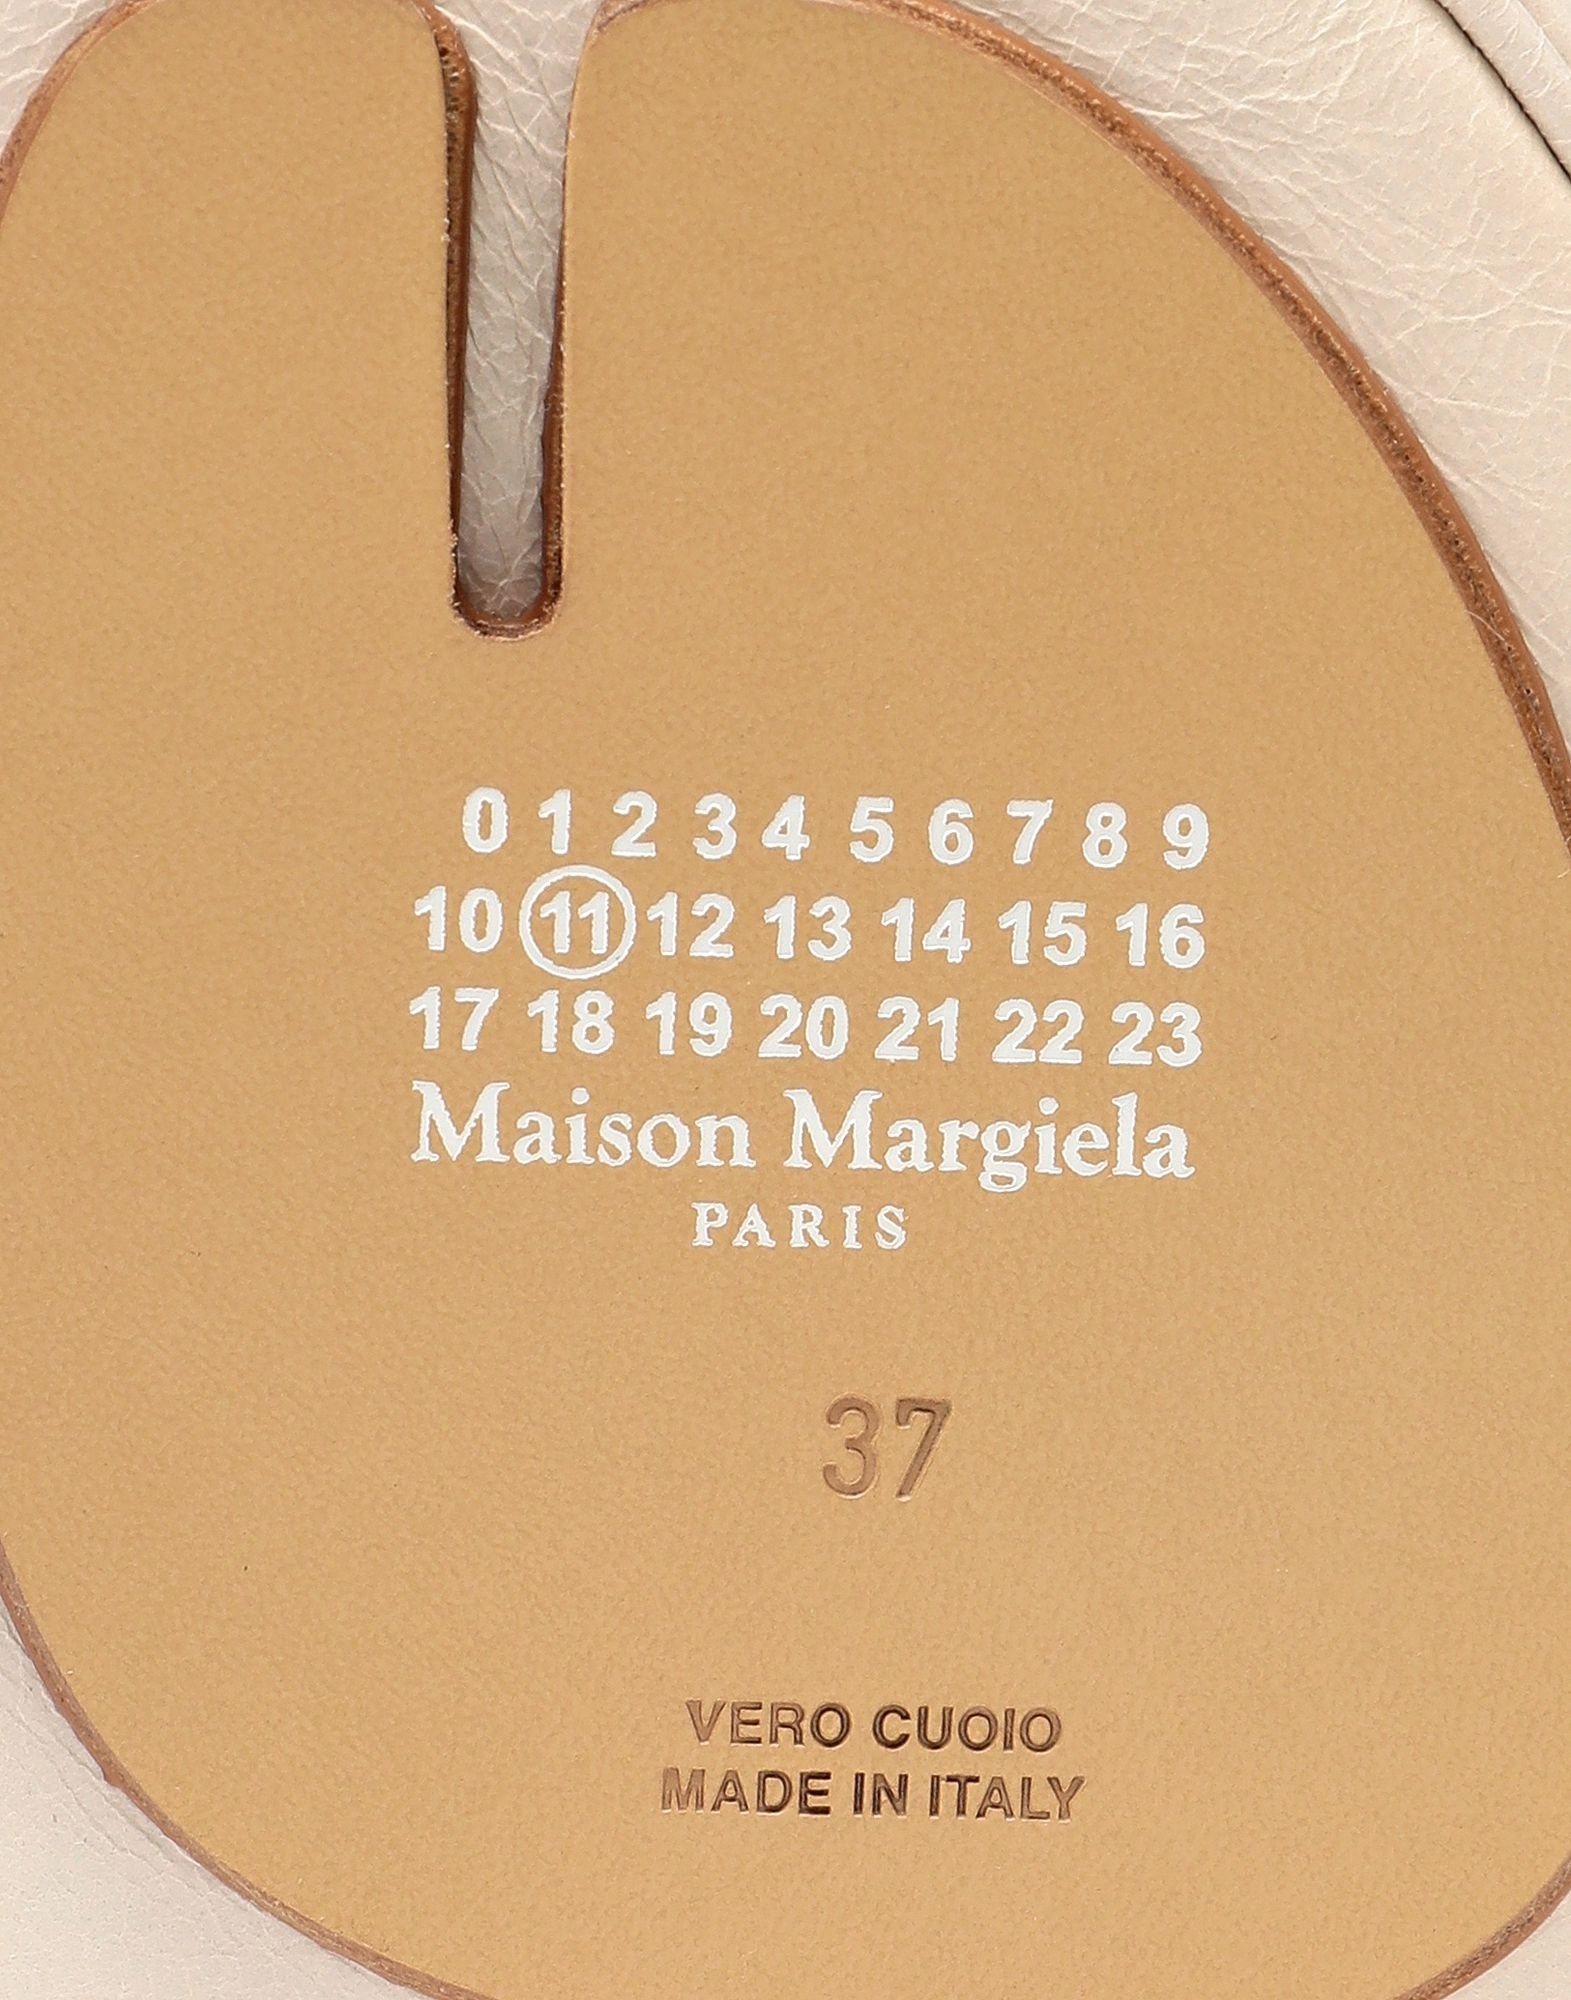 0 1 2 3 4 5 6 7 8 9
10 11 12 13 14 15 16
17 18 19 20 21 22 23
Maison Margiela
PARIS
37
VERO CUOIO
MADE IN ITALY